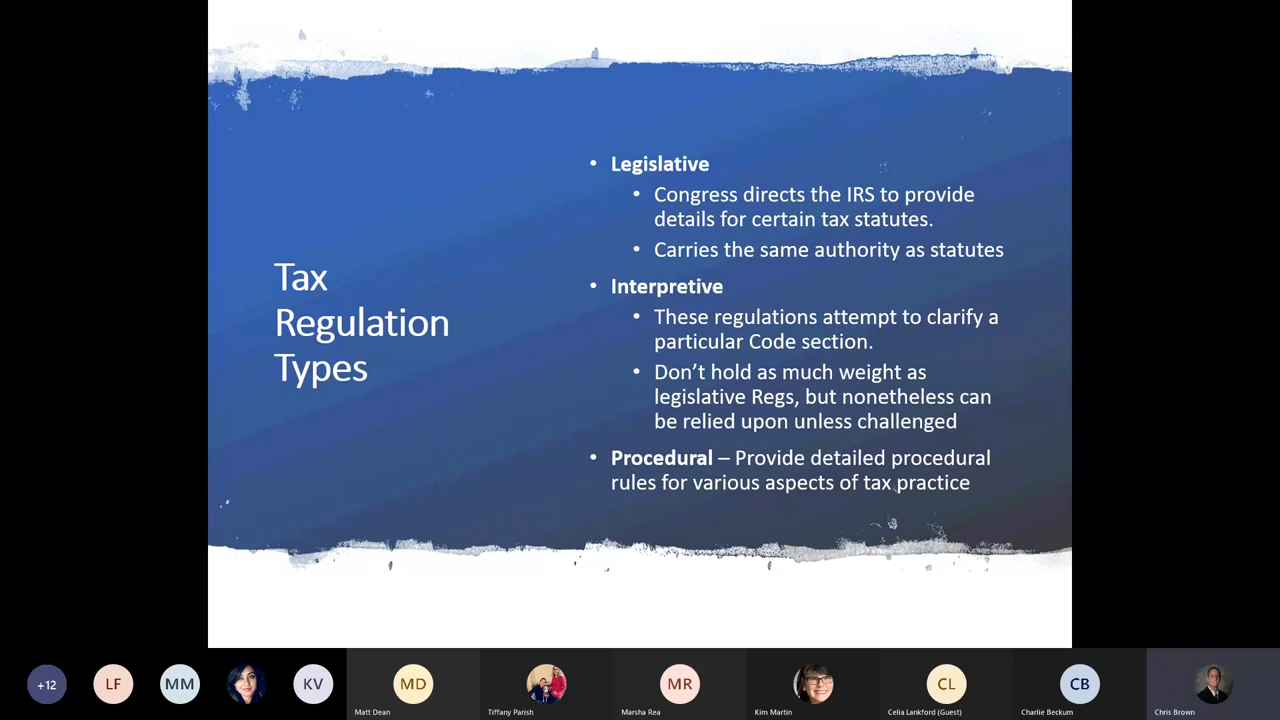 Tax
Regulation
Types
• Legislative
• Congress directs the IRS to provide
details for certain tax statutes.
• Carries the same authority as statutes
• Interpretive
• These regulations attempt to clarify a
particular Code section.
• Don’t hold as much weight as
legislative Regs, but nonetheless can
be relied upon unless challenged
• Procedural – Provide detailed procedural
rules for various aspects of tax practice
+12
LF
MM
KV
MD
MR
CL
CB
Matt Dean
Tiffany Parish
Marsha Rea
Kim Martin
Celia Lankford (Guest)
Charlie Beckum
Chris Brown